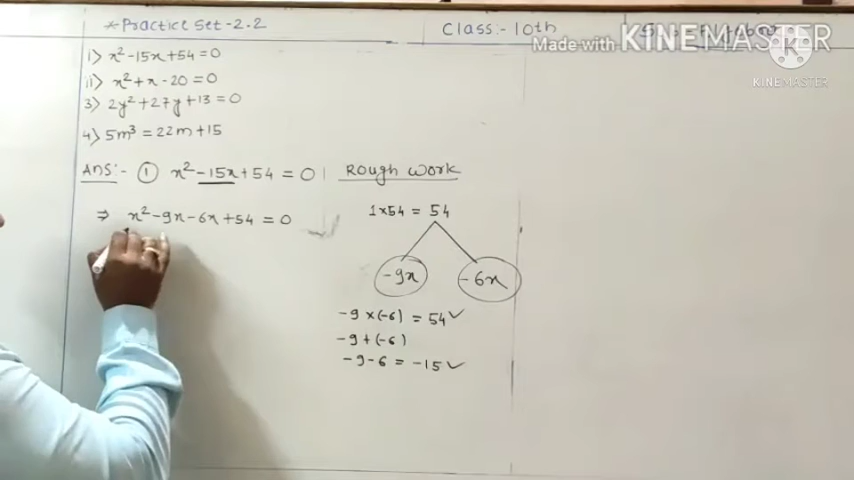 *Practice Set-2.2
Class:- 10th
Made with KINEMASTER
KINEMASTER
1) x²-15x+54=0
ii) x²+x-20=0
3) 2y²+27y+13=0
4) 5m³=22m+15
Ans:- ① x²-15x+54=0
Rough work
⇒ x²-9x-6x+54=0
1×54 = 54
-9x
-6x
-9×(-6) = 54✓
-9+(-6)
-9-6 = -15✓